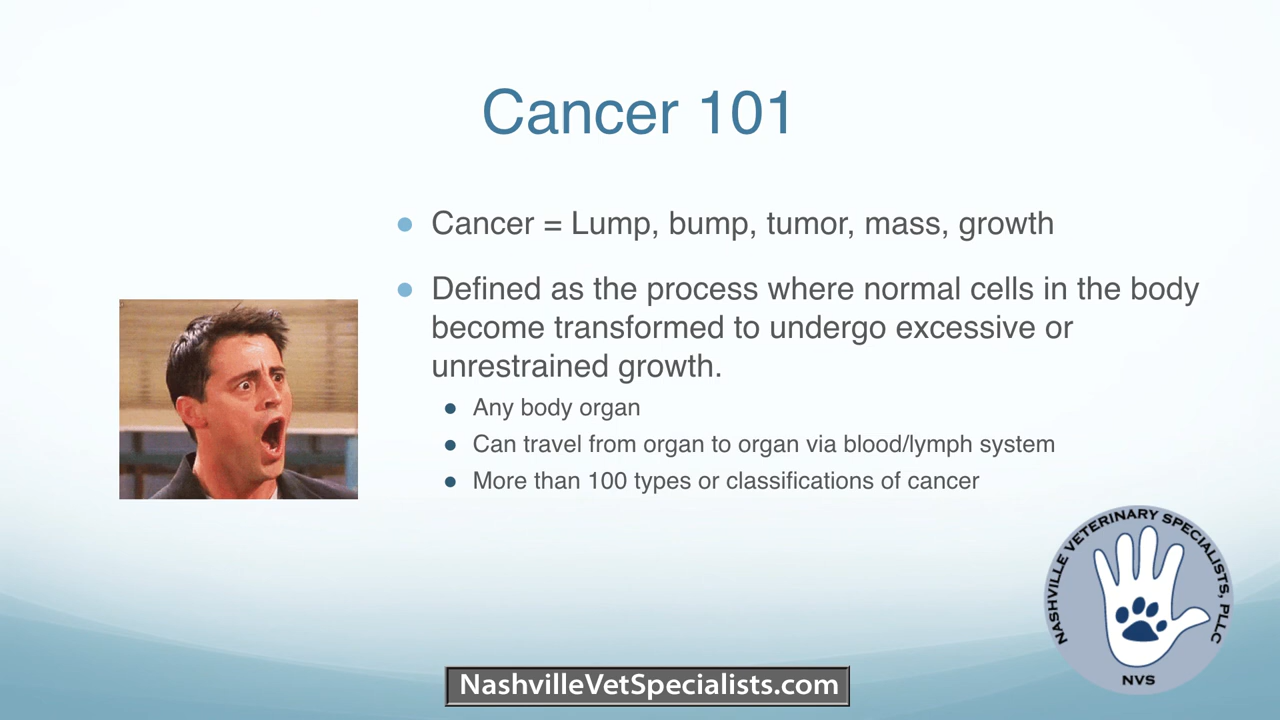 Cancer 101
Cancer = Lump, bump, tumor, mass, growth
Defined as the process where normal cells in the body
become transformed to undergo excessive or
unrestrained growth.
Any body organ
Can travel from organ to organ via blood/lymph system
More than 100 types or classifications of cancer
NASHVILLE VETERINARY SPECIALISTS, PLLC
NVS
NashvilleVetSpecialists.com